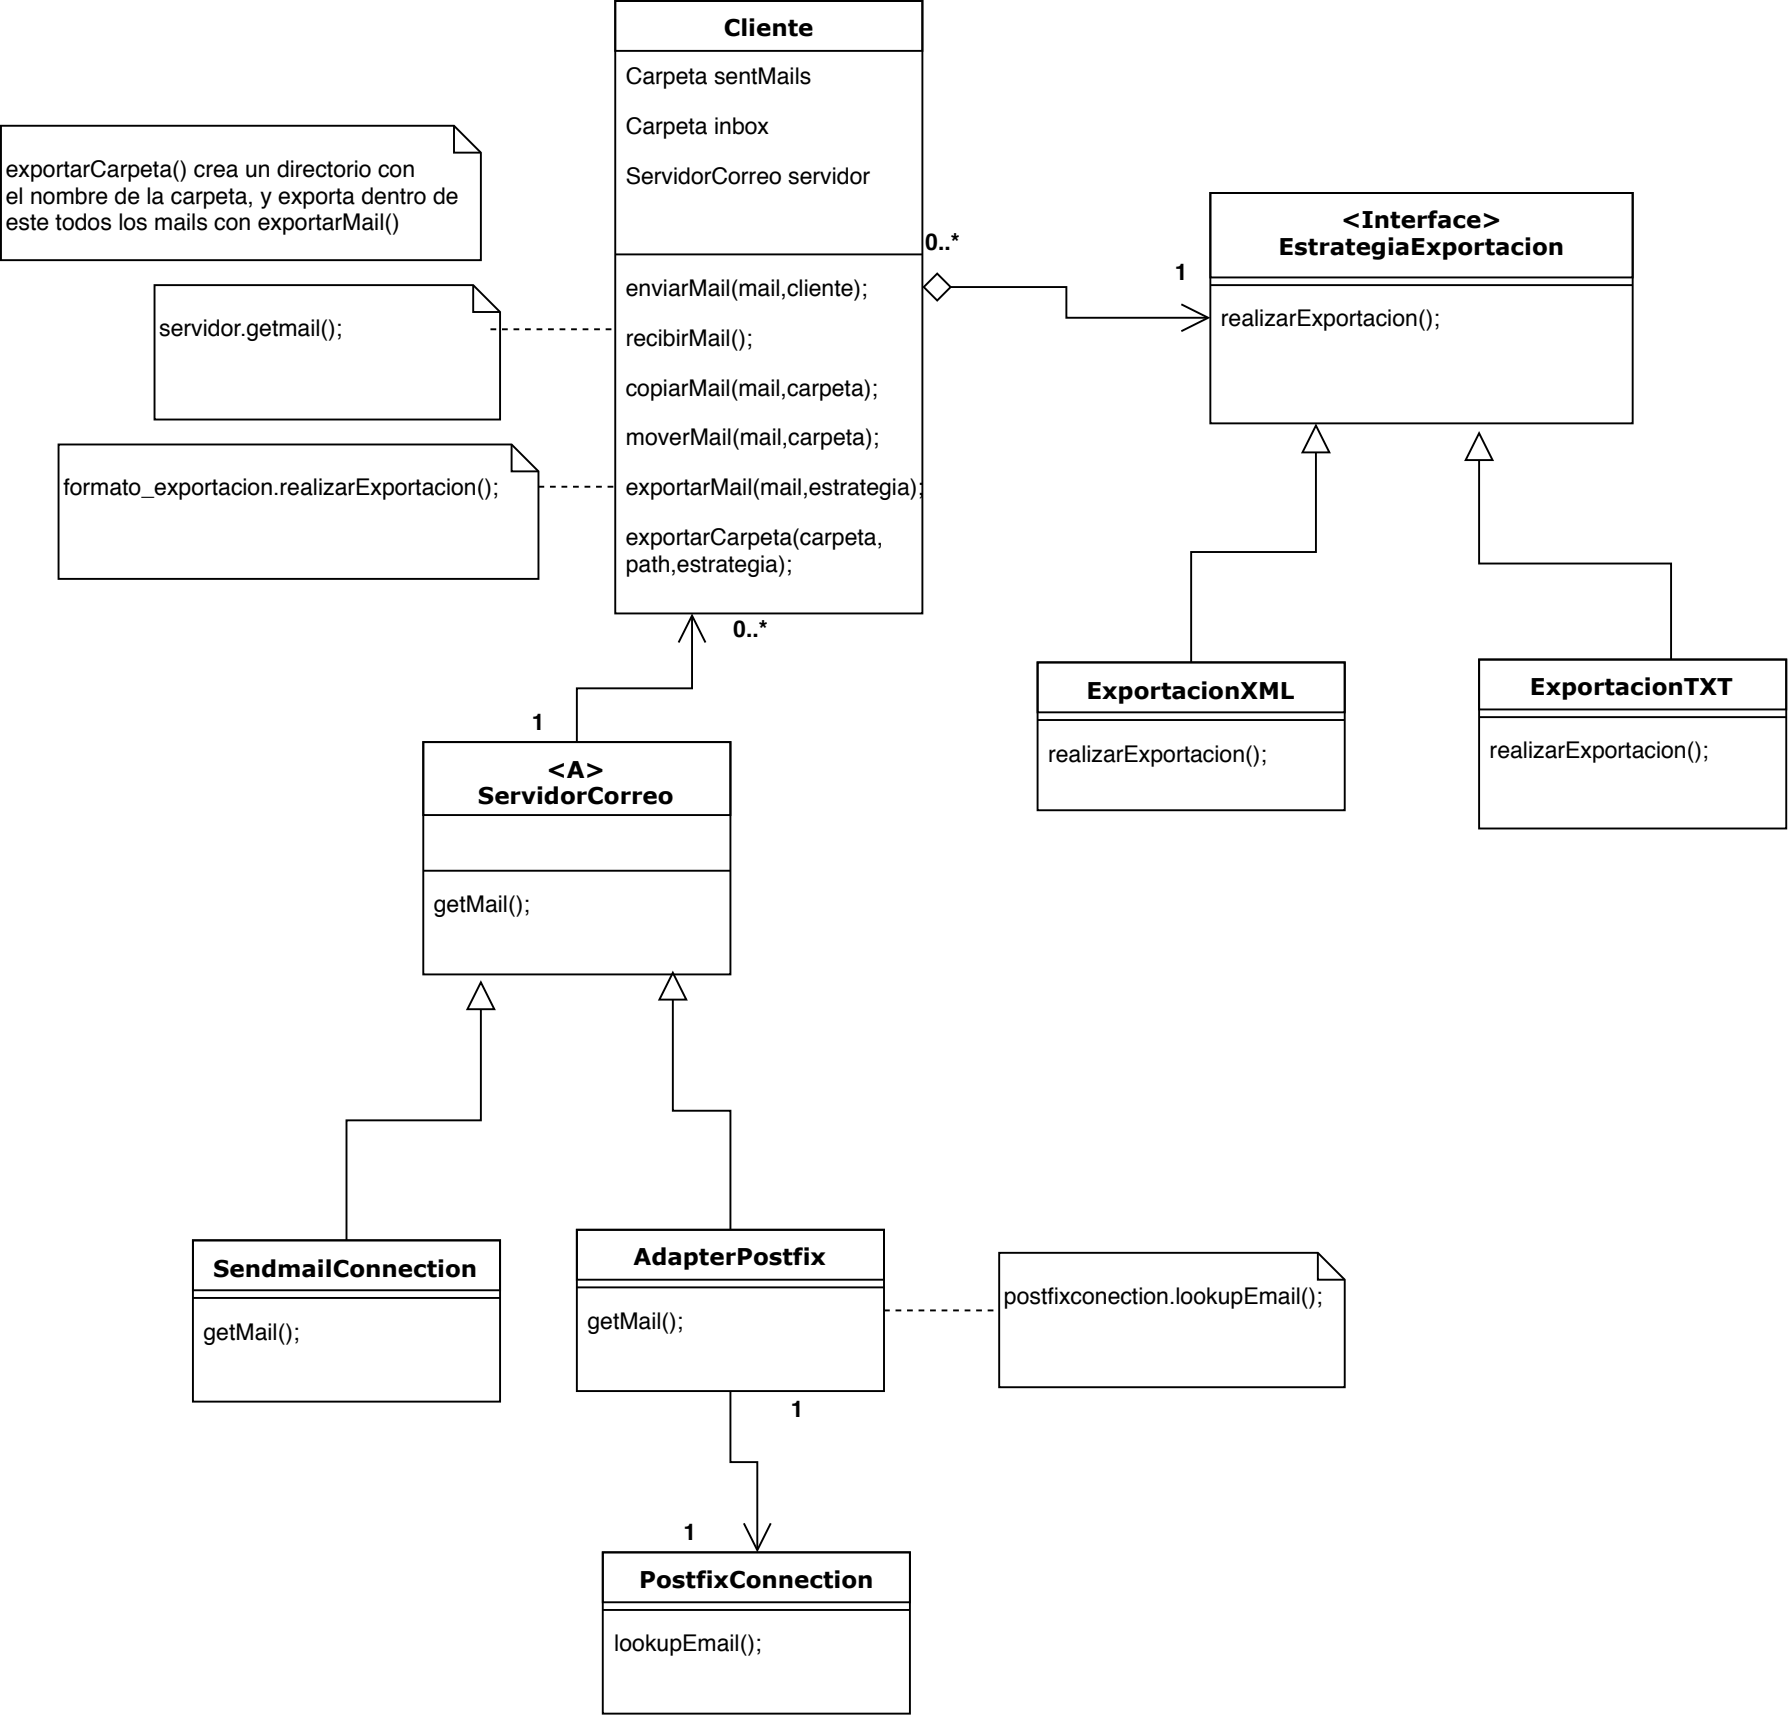 Cliente
Carpeta sentMails
Carpeta inbox
ServidorCorreo servidor
enviarMail(mail,cliente);
recibirMail();
copiarMail(mail,carpeta);
moverMail(mail,carpeta);
exportarMail(mail,estrategia);
exportarCarpeta(carpeta,
path,estrategia);
exportarCarpeta() crea un directorio con
el nombre de la carpeta, y exporta dentro de
este todos los mails con exportarMail()
servidor.getmail();
formato_exportacion.realizarExportacion();
0..*
1
<Interface>
EstrategiaExportacion
realizarExportacion();
ExportacionXML
realizarExportacion();
ExportacionTXT
realizarExportacion();
0..*
1
<A>
ServidorCorreo
getMail();
SendmailConnection
getMail();
AdapterPostfix
getMail();
postfixconection.lookupEmail();
1
1
PostfixConnection
lookupEmail();